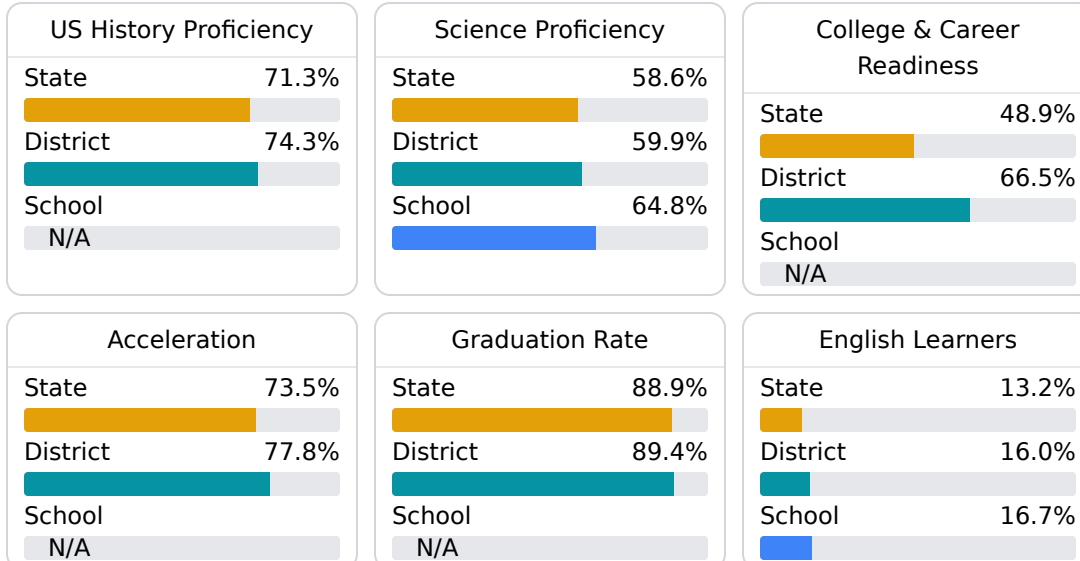 US History Proficiency
State 71.3%
District 74.3%
School
N/A
Science Proficiency
State 58.6%
District 59.9%
School 64.8%
College & Career
Readiness
State 48.9%
District 66.5%
School
N/A
Acceleration
State 73.5%
District 77.8%
School
N/A
Graduation Rate
State 88.9%
District 89.4%
School
N/A
English Learners
State 13.2%
District 16.0%
School 16.7%